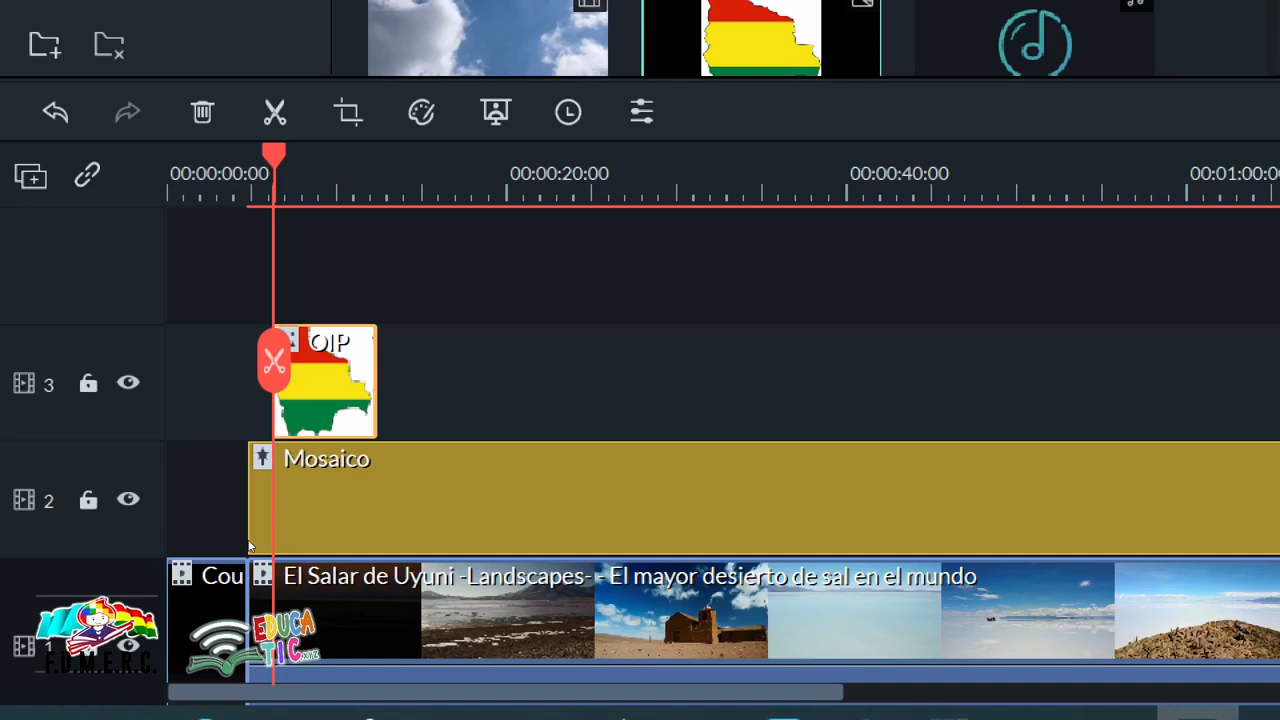 00:00:00:00 00:00:20:00 00:00:40:00 00:01:00:0
OIP
3
Mosaico
2
Cou El Salar de Uyuni -Landscapes- - El mayor desierto de sal en el mundo
EDUCA
TIC.XYZ
F.D.M.E.R.C.